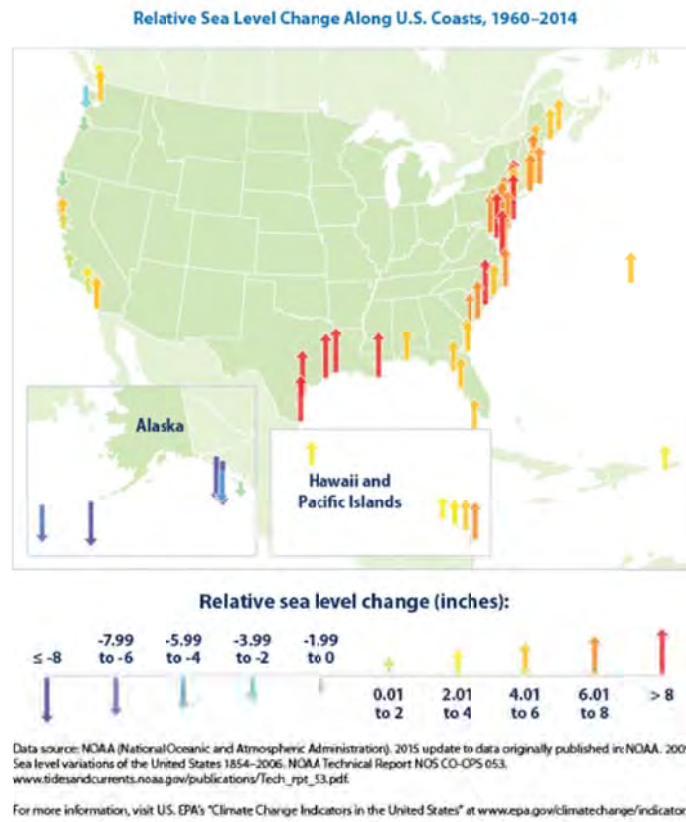 Relative Sea Level Change Along U.S. Coasts, 1960–2014
Alaska
Hawaii and
Pacific Islands
Relative sea level change (inches):
≤ -8
-7.99
to -6
-5.99
to -4
-3.99
to -2
-1.99
to 0
0.01
to 2
2.01
to 4
4.01
to 6
6.01
to 8
> 8
Data source: NOAA (National Oceanic and Atmospheric Administration). 2015 update to data originally published in: NOAA. 200
Sea level variations of the United States 1854–2006. NOAA Technical Report NOS CO-OPS 053.
www.tidesandcurrents.noaa.gov/publications/Tech_rpt_53.pdf.
For more information, visit U.S. EPA's "Climate Change Indicators in the United States" at www.epa.gov/climatechange/indicator